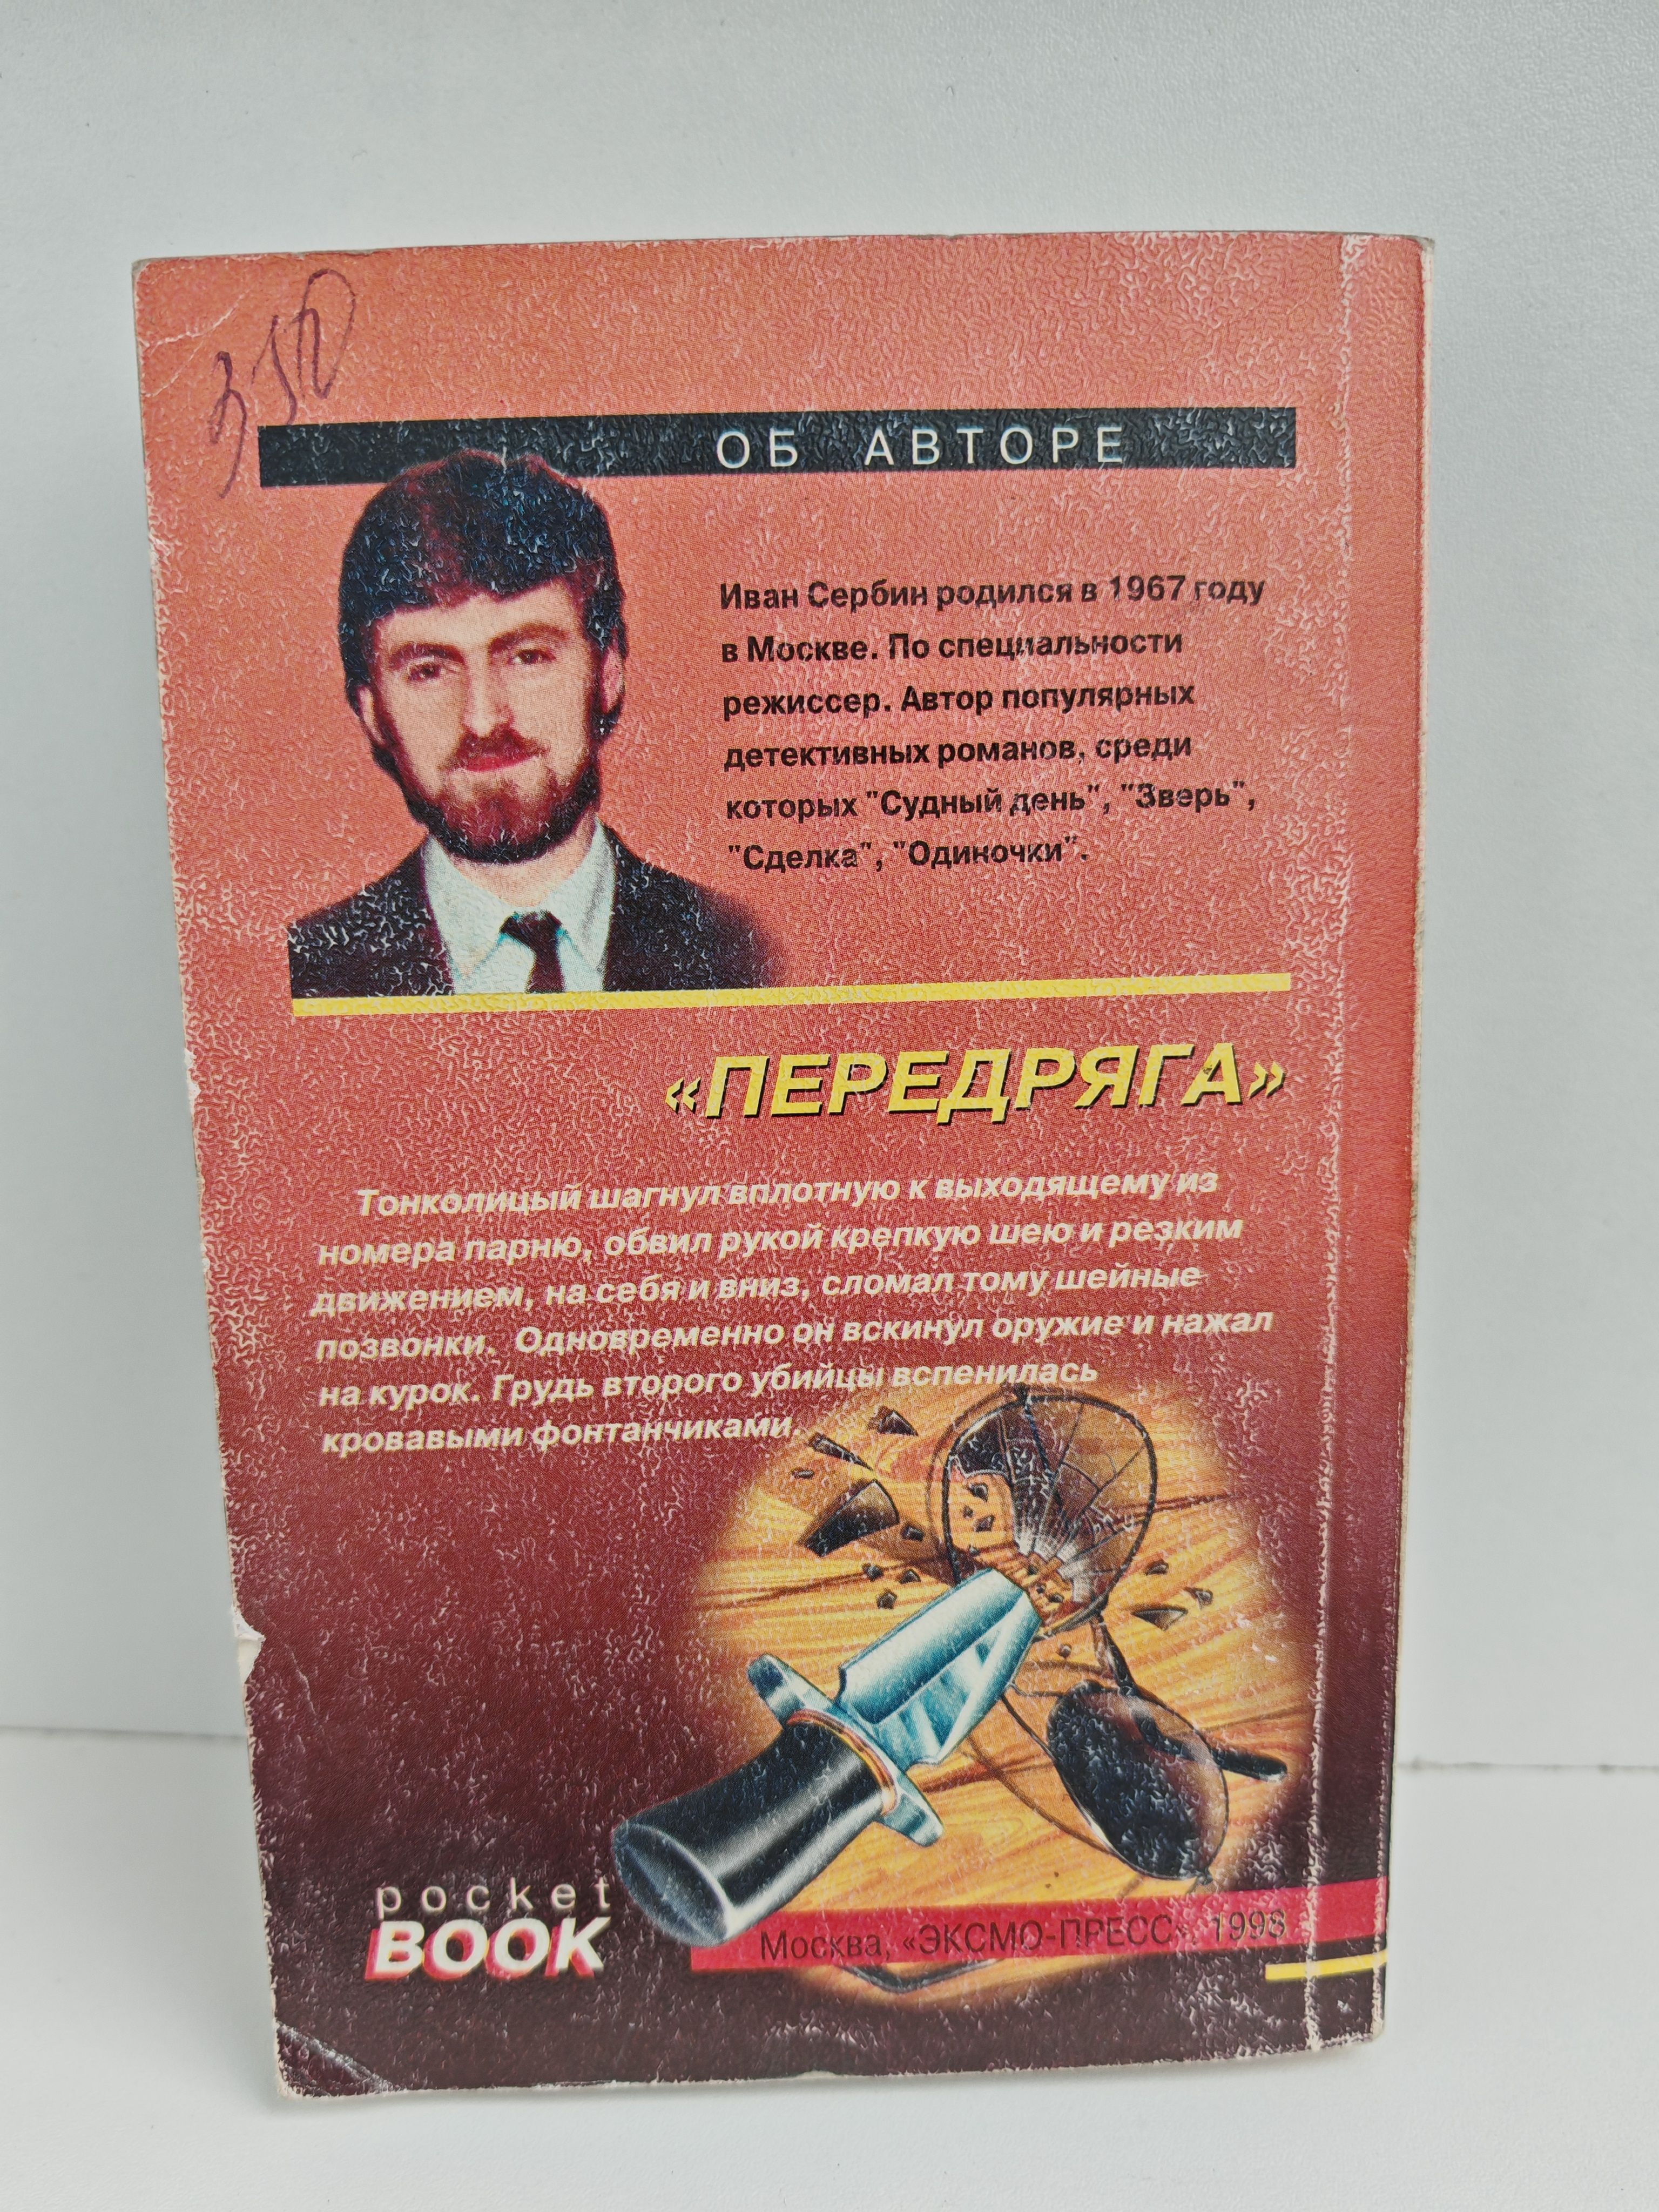 ОБ АВТОРЕ
Иван Сербин родился в 1967 году
в Москве. По специальности
режиссер. Автор популярных
детективных романов, среди
которых "Судный день", "Зверь",
"Сделка", "Одиночки".
«ПЕРЕДРЯГА»
Тонколицый шагнул вплотную к выходящему из
номера парню, обвил рукой крепкую шею и резким
движением, на себя и вниз, сломал тому шейные
позвонки. Одновременно он вскинул оружие и нажал
на курок. Грудь второго убийцы вспенилась
кровавыми фонтанчиками.
pocket
BOOK
Москва, «ЭКСМО-ПРЕСС», 1998